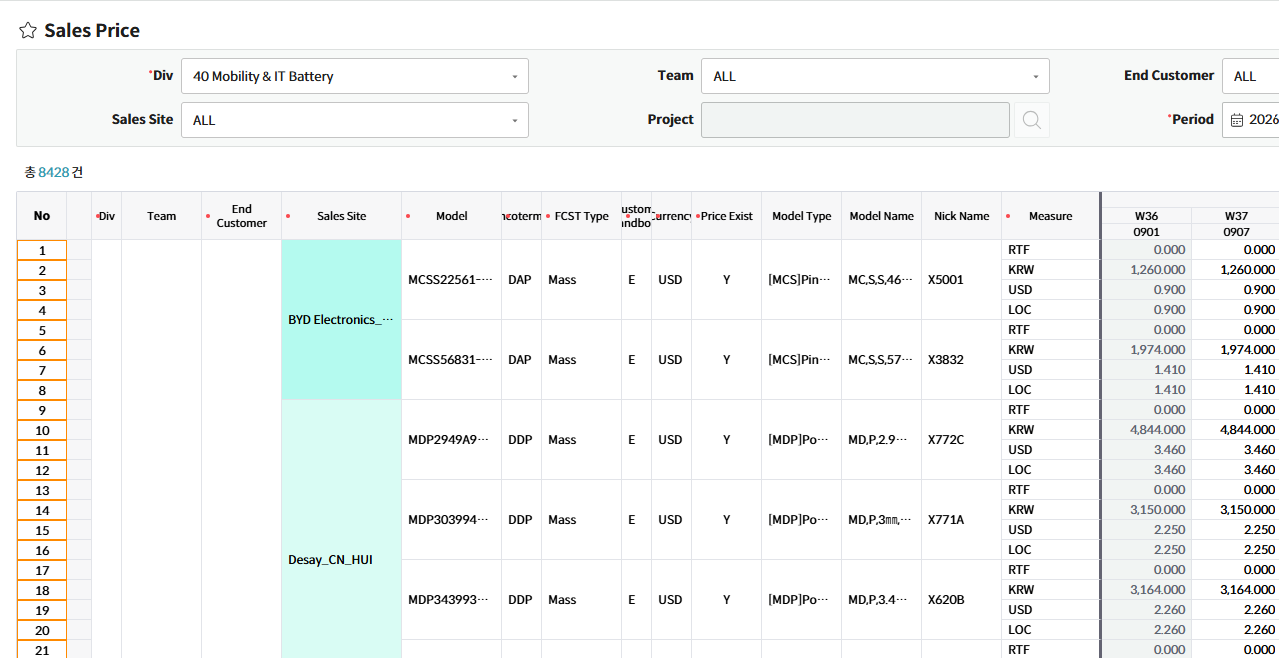 Sales Price
*Div 40 Mobility & IT Battery Team ALL End Customer ALL
Sales Site ALL Project *Period 2026
총 8428 건
No Div Team End Customer Sales Site Model FCST Type Currency Price Exist Model Type Model Name Nick Name Measure W36 W37
0901 0907
1 RTF 0.000 0.000
2 KRW 1,260.000 1,260.000
MCSS22561-··· DAP Mass E USD Y [MCS]Pin··· MC,S,S,46··· X5001
3 USD 0.900 0.900
4 LOC 0.900 0.900
BYD Electronics_···
5 RTF 0.000 0.000
6 KRW 1,974.000 1,974.000
MCSS56831-··· DAP Mass E USD Y [MCS]Pin··· MC,S,S,57··· X3832
7 USD 1.410 1.410
8 LOC 1.410 1.410
9 RTF 0.000 0.000
10 KRW 4,844.000 4,844.000
MDP2949A9··· DDP Mass E USD Y [MDP]Po··· MD,P,2.9··· X772C
11 USD 3.460 3.460
12 LOC 3.460 3.460
13 RTF 0.000 0.000
14 KRW 3,150.000 3,150.000
MDP303994··· DDP Mass E USD Y [MDP]Po··· MD,P,3㎜,··· X771A
15 USD 2.250 2.250
16 LOC 2.250 2.250
Desay_CN_HUI
17 RTF 0.000 0.000
18 KRW 3,164.000 3,164.000
MDP343993··· DDP Mass E USD Y [MDP]Po··· MD,P,3.4··· X620B
19 USD 2.260 2.260
20 LOC 2.260 2.260
21 RTF 0.000 0.000